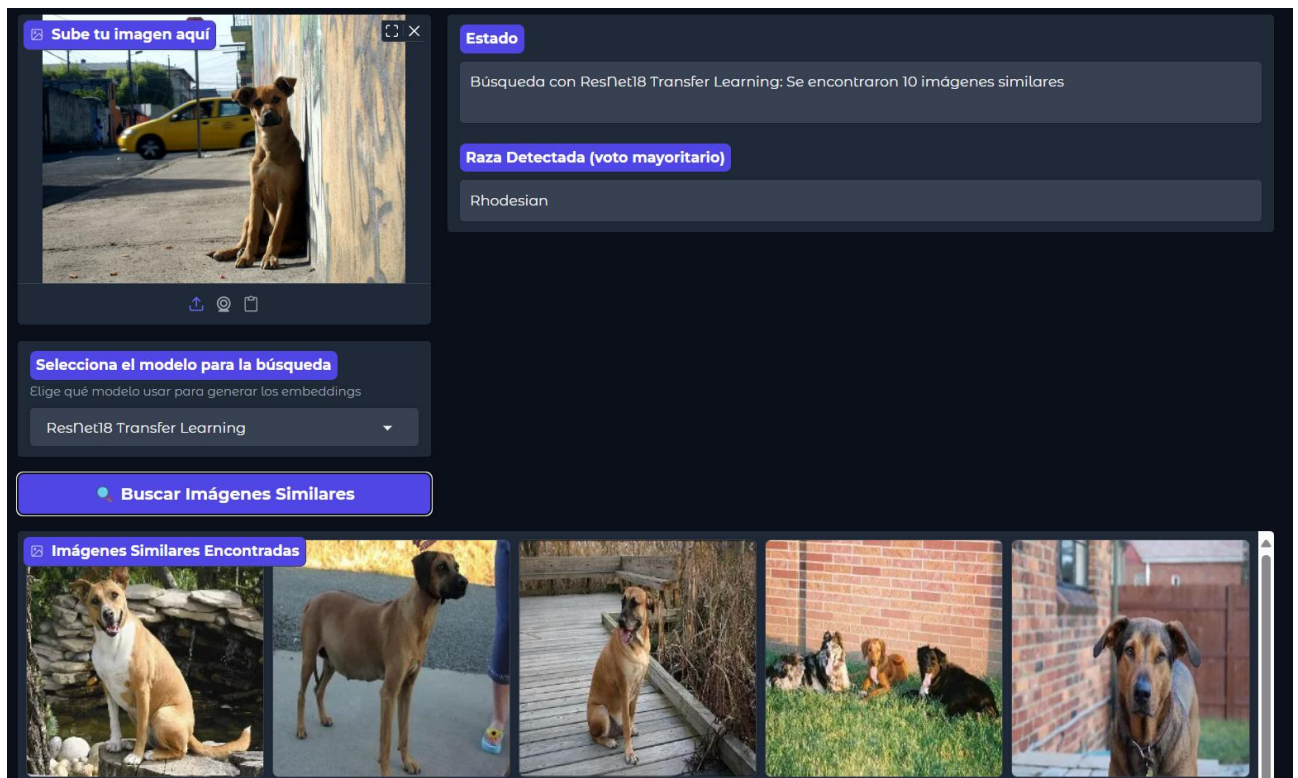 Sube tu imagen aquí
Estado
Búsqueda con ResNet18 Transfer Learning: Se encontraron 10 imágenes similares
Raza Detectada (voto mayoritario)
Rhodesian
Selecciona el modelo para la búsqueda
Elige qué modelo usar para generar los embeddings
ResNet18 Transfer Learning
Buscar Imágenes Similares
Imágenes Similares Encontradas